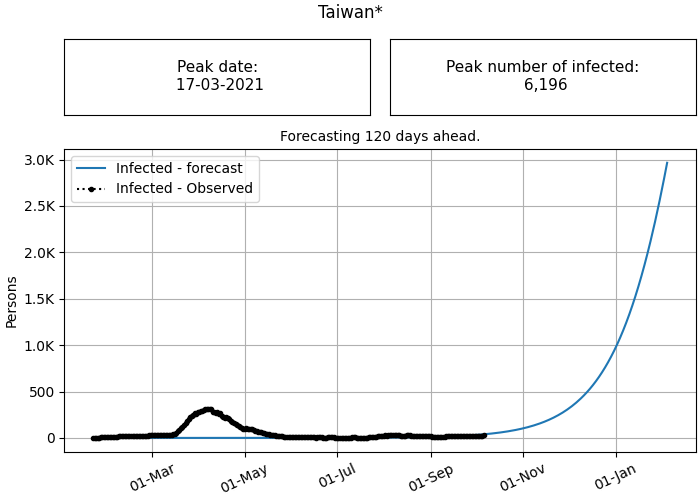 Taiwan*
Peak date:
17-03-2021
Peak number of infected:
6,196
Forecasting 120 days ahead.
Infected - forecast
Infected - Observed
Persons
3.0K
2.5K
2.0K
1.5K
1.0K
500
0
01-Mar
01-May
01-Jul
01-Sep
01-Nov
01-Jan